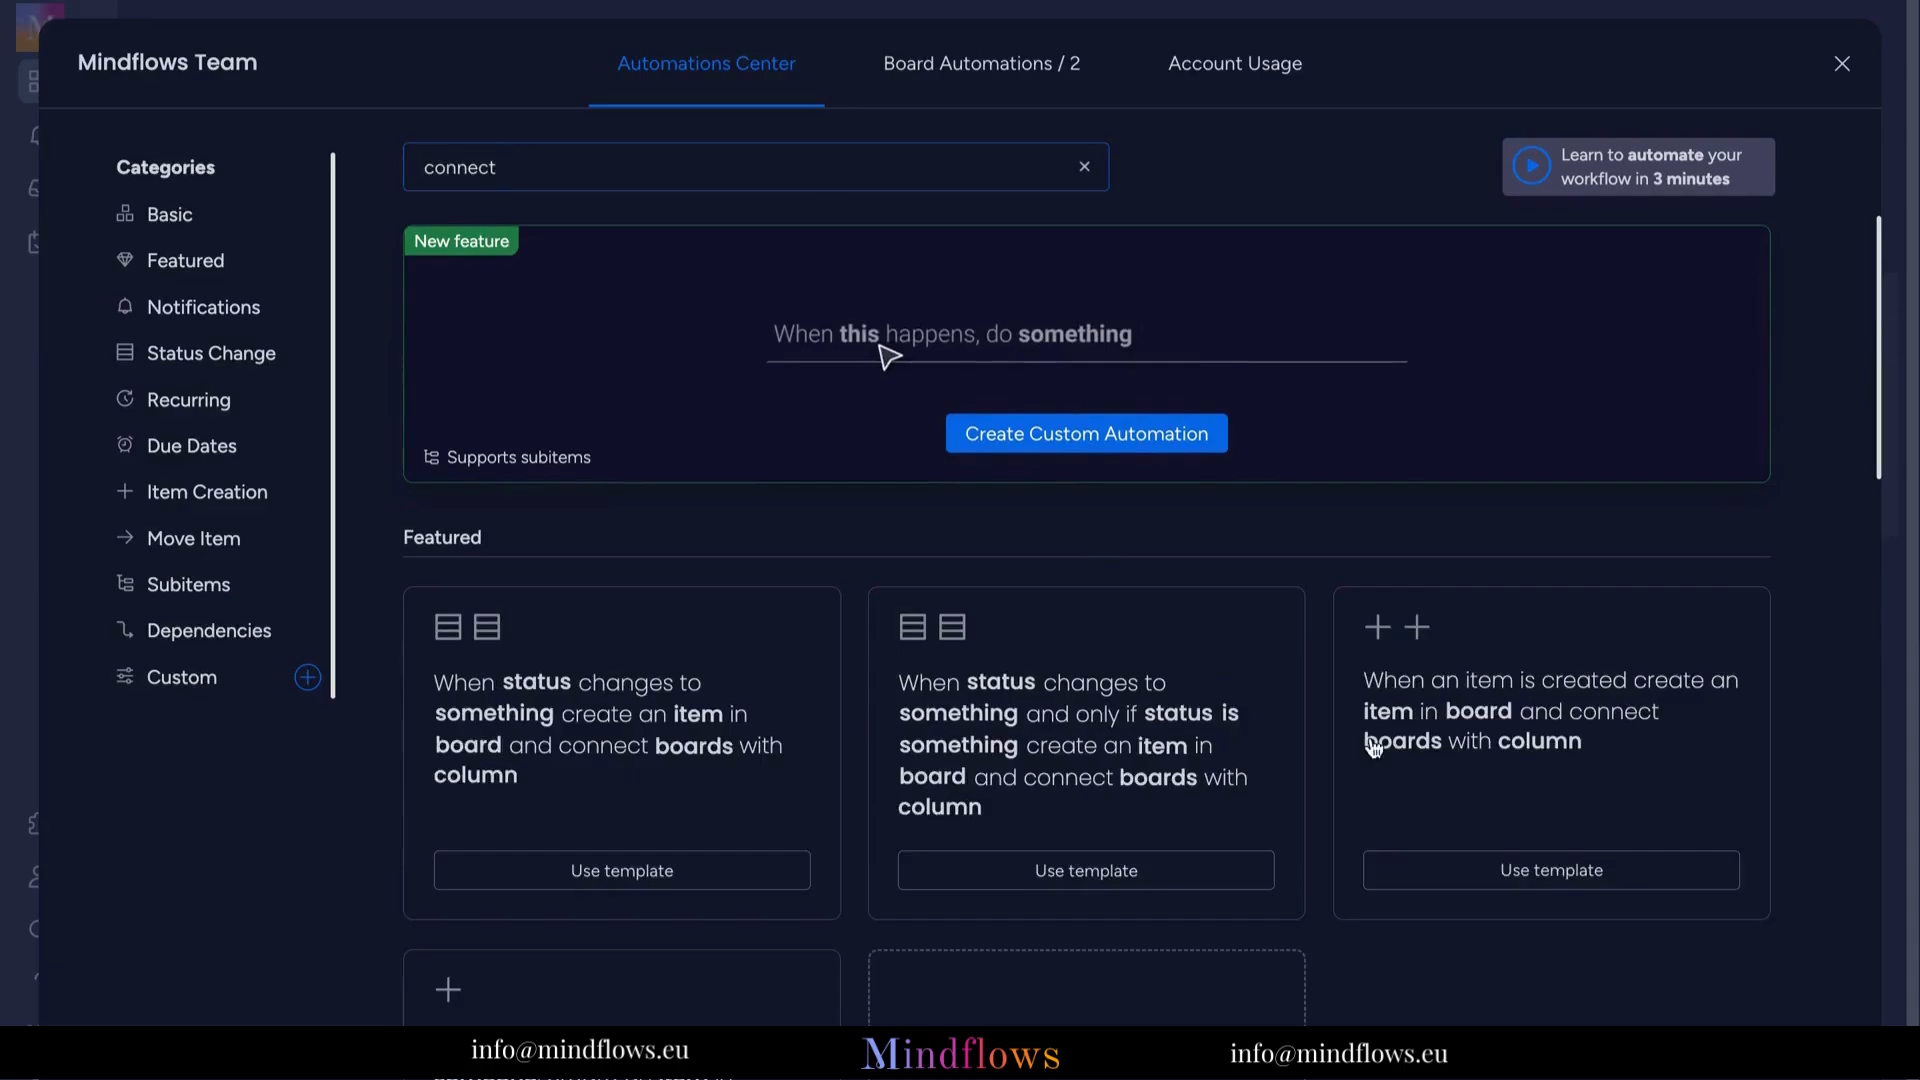 Mindflows Team
Automations Center
Board Automations / 2
Account Usage
Categories
Basic
Featured
Notifications
Status Change
Recurring
Due Dates
Item Creation
Move Item
Subitems
Dependencies
Custom
connect
Learn to automate your
workflow in 3 minutes
New feature
When this happens, do something
Create Custom Automation
Supports subitems
Featured
When status changes to
something create an item in
board and connect boards with
column
Use template
When status changes to
something and only if status is
something create an item in
board and connect boards with
column
Use template
When an item is created create an
item in board and connect
boards with column
Use template
info@mindflows.eu
Mindflows
info@mindflows.eu